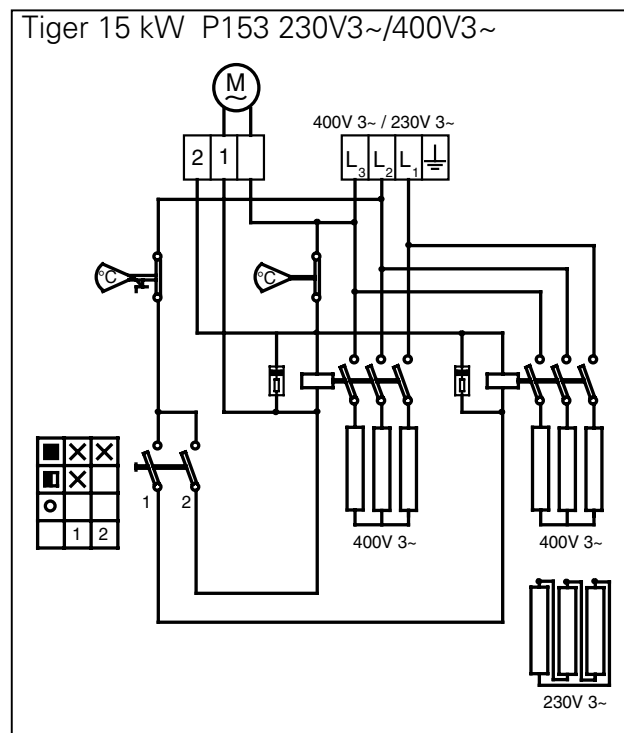 Tiger 15 kW P153 230V3~/400V3~
M
~
400V 3~ / 230V 3~
2 1
L3 L2 L1
°C
°C
1 2
1 2
400V 3~
400V 3~
230V 3~